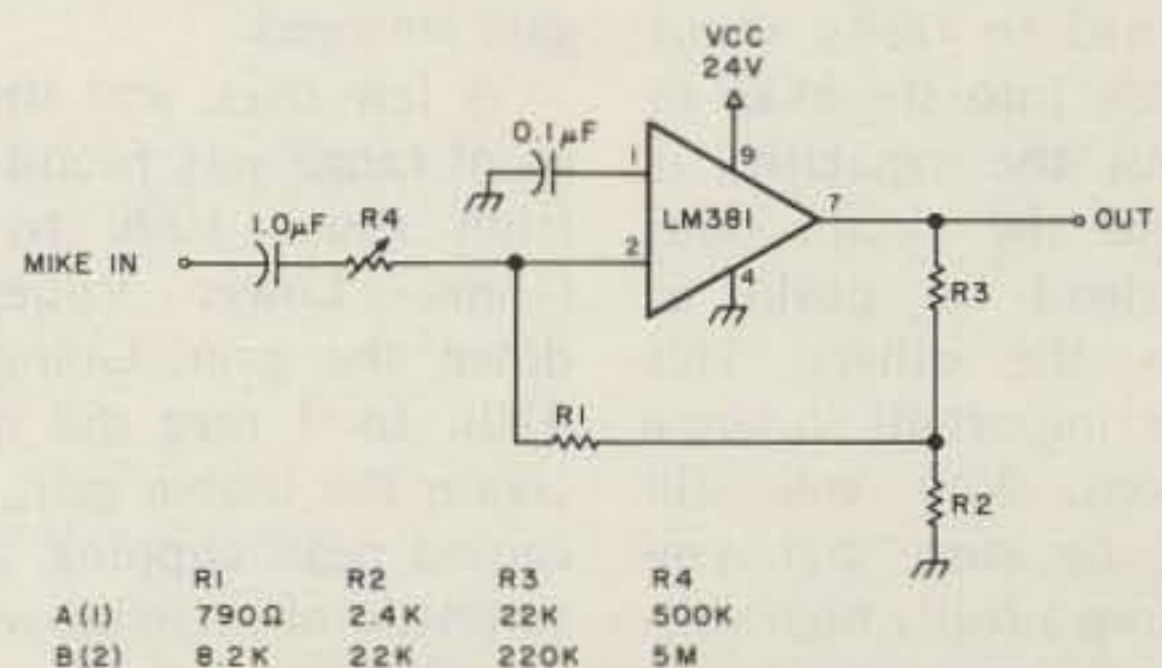 VCC
24V
0.1µF
1
9
LM381
7
OUT
1.0µF
R4
MIKE IN
2
4
R3
R1
R2
R1 R2 R3 R4
A(1) 790Ω 2.4K 22K 500K
B(2) 8.2K 22K 220K 5M